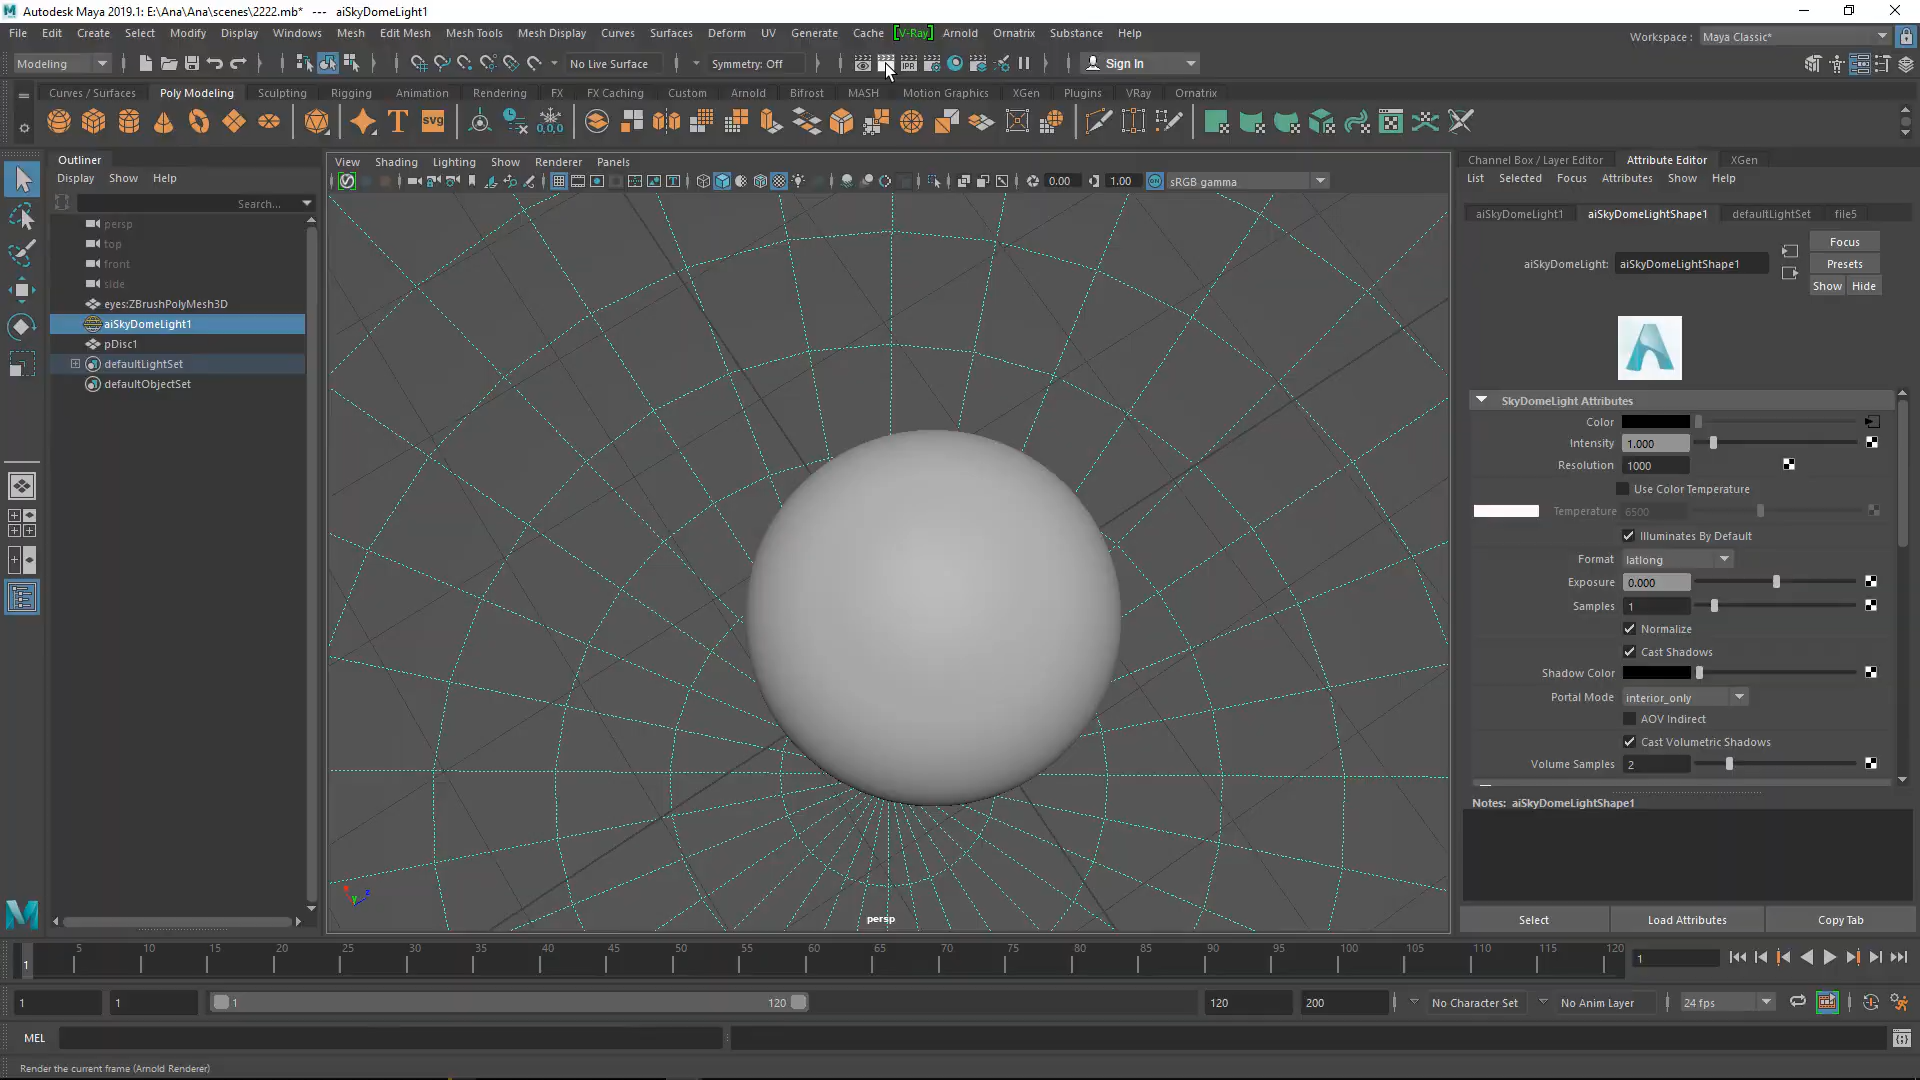 Autodesk Maya 2019.1: E:\Ana\Ana\scenes\2222.mb*  ---  aiSkyDomeLight1
File Edit Create Select Modify Display Windows Mesh Edit Mesh Mesh Tools Mesh Display Curves Surfaces Deform UV Generate Cache [V-Ray] Arnold Ornatrix Substance Help
Workspace : Maya Classic*
Modeling No Live Surface Symmetry: Off IPR Sign In
Curves / Surfaces Poly Modeling Sculpting Rigging Animation Rendering FX FX Caching Custom Arnold Bifrost MASH Motion Graphics XGen Plugins VRay Ornatrix
T SVG 0,0,0
Outliner
Display Show Help
Search...
persp
top
front
side
eyes:ZBrushPolyMesh3D
aiSkyDomeLight1
pDisc1
defaultLightSet
defaultObjectSet
View Shading Lighting Show Renderer Panels
0.00 1.00 ON sRGB gamma
persp
Channel Box / Layer Editor Attribute Editor XGen
List Selected Focus Attributes Show Help
aiSkyDomeLight1 aiSkyDomeLightShape1 defaultLightSet file5
Focus
aiSkyDomeLight: aiSkyDomeLightShape1 Presets
Show Hide
SkyDomeLight Attributes
Color
Intensity 1.000
Resolution 1000
Use Color Temperature
Temperature 6500
Illuminates By Default
Format latlong
Exposure 0.000
Samples 1
Normalize
Cast Shadows
Shadow Color
Portal Mode interior_only
AOV Indirect
Cast Volumetric Shadows
Volume Samples 2
Notes: aiSkyDomeLightShape1
Select Load Attributes Copy Tab
5 10 15 20 25 30 35 40 45 50 55 60 65 70 75 80 85 90 95 100 105 110 115 120
1 1
1 1 1 120 120 200 No Character Set No Anim Layer 24 fps
MEL
Render the current frame (Arnold Renderer)